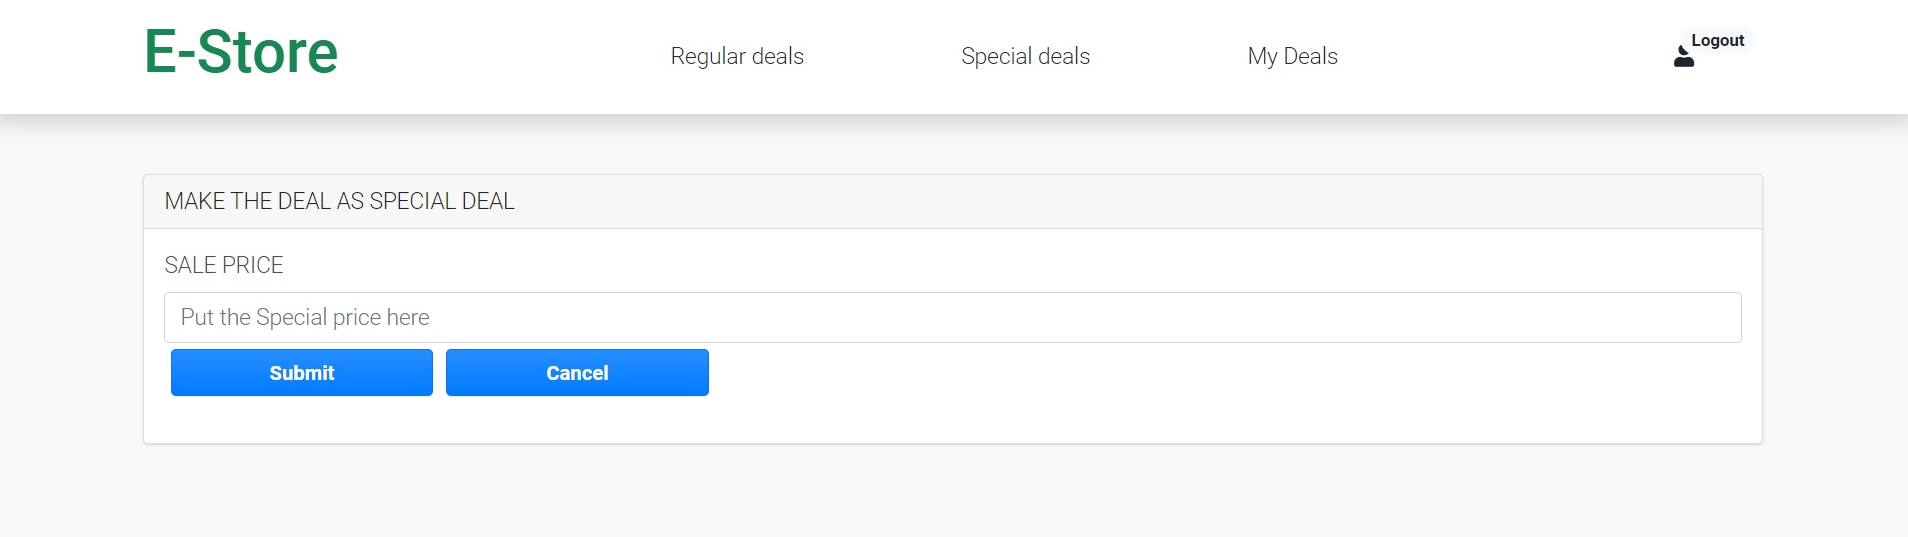 E-Store
Regular deals
Special deals
My Deals
Logout
MAKE THE DEAL AS SPECIAL DEAL
SALE PRICE
Put the Special price here
Submit
Cancel